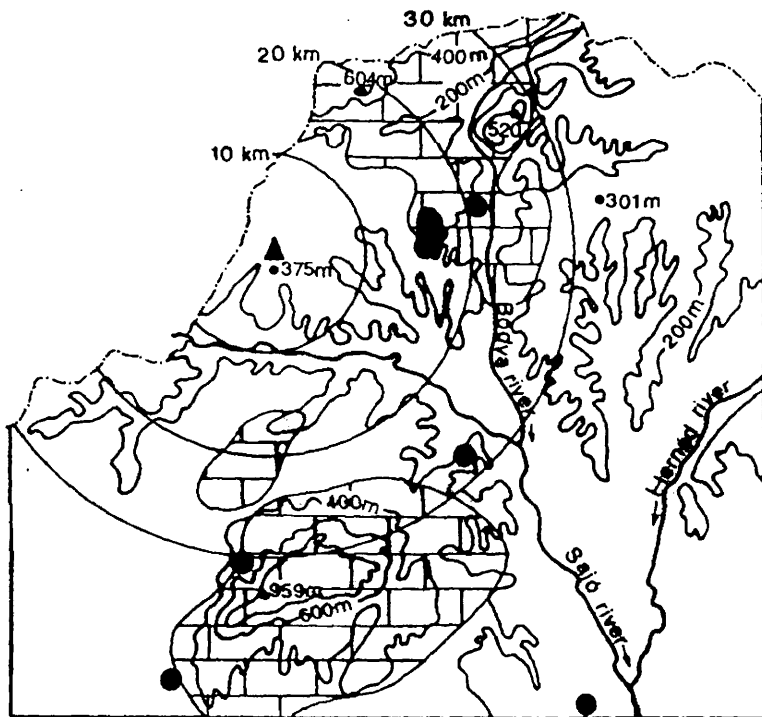 30 km
20 km
400m
604m
200m
520
10 km
301m
375m
Bódva river
200m
Hernád river
400m
Sajó river
959m
600m